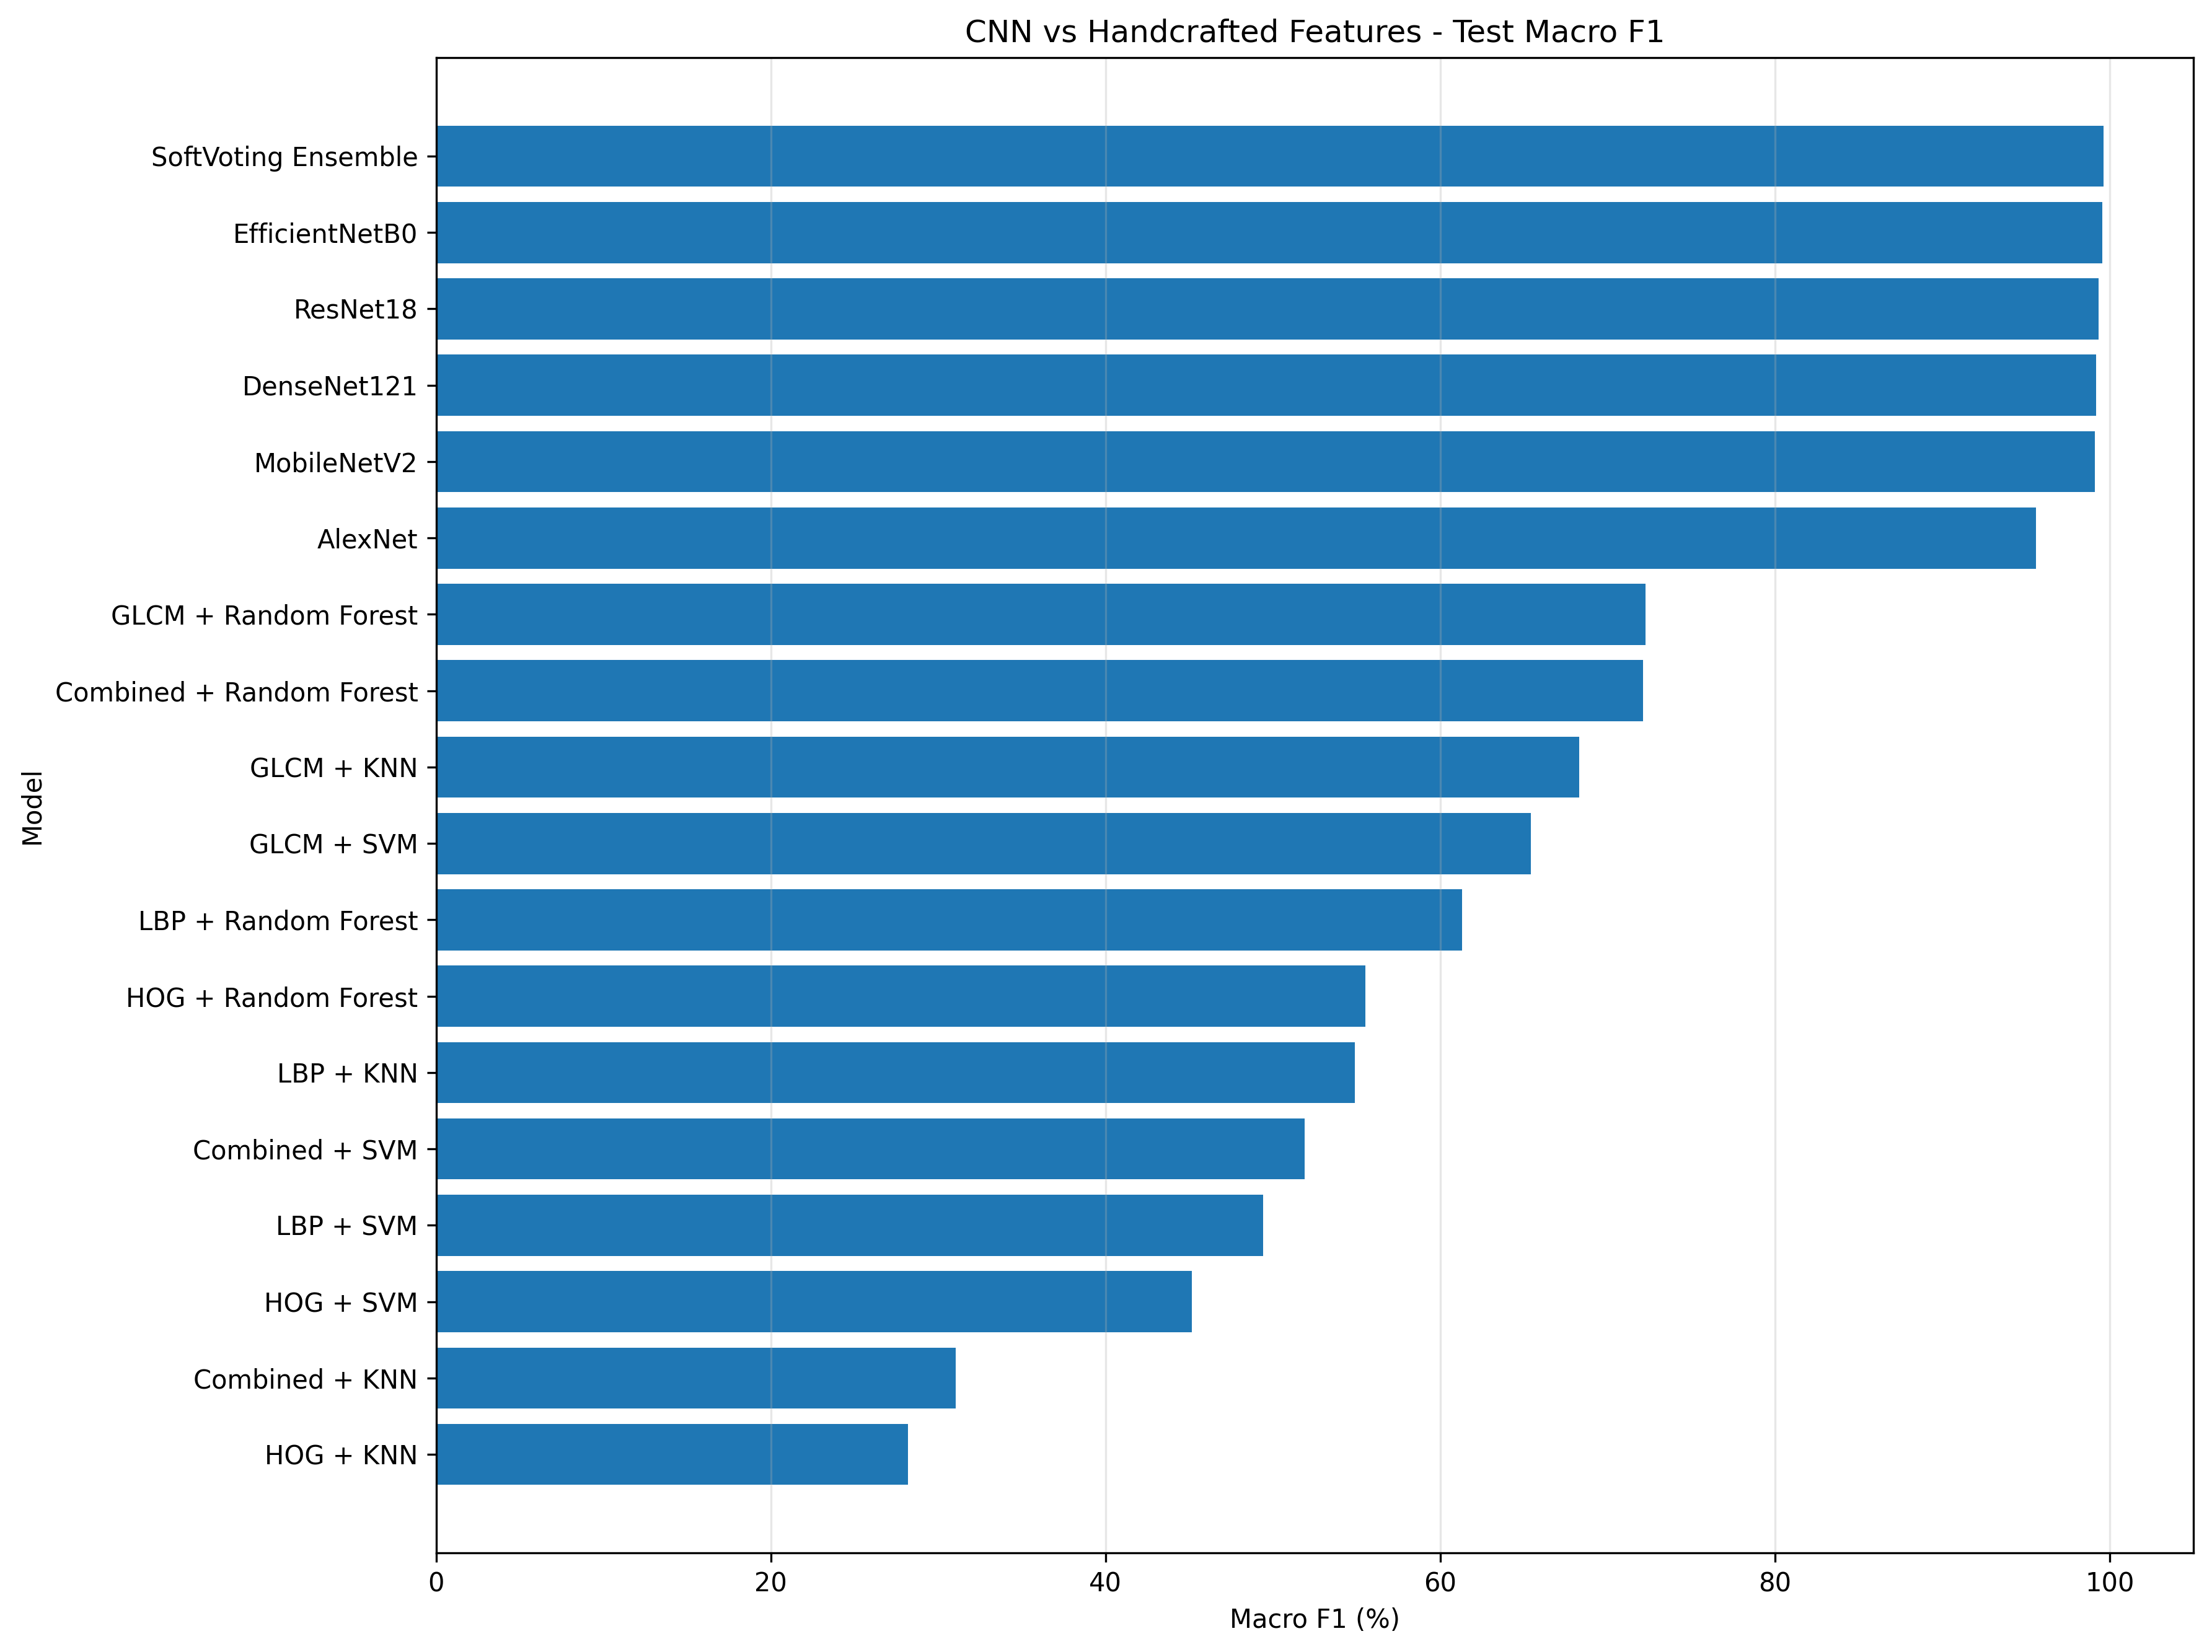 CNN vs Handcrafted Features - Test Macro F1
SoftVoting Ensemble
EfficientNetB0
ResNet18
DenseNet121
MobileNetV2
AlexNet
GLCM + Random Forest
Combined + Random Forest
GLCM + KNN
GLCM + SVM
LBP + Random Forest
HOG + Random Forest
LBP + KNN
Combined + SVM
LBP + SVM
HOG + SVM
Combined + KNN
HOG + KNN
Model
0 20 40 60 80 100
Macro F1 (%)